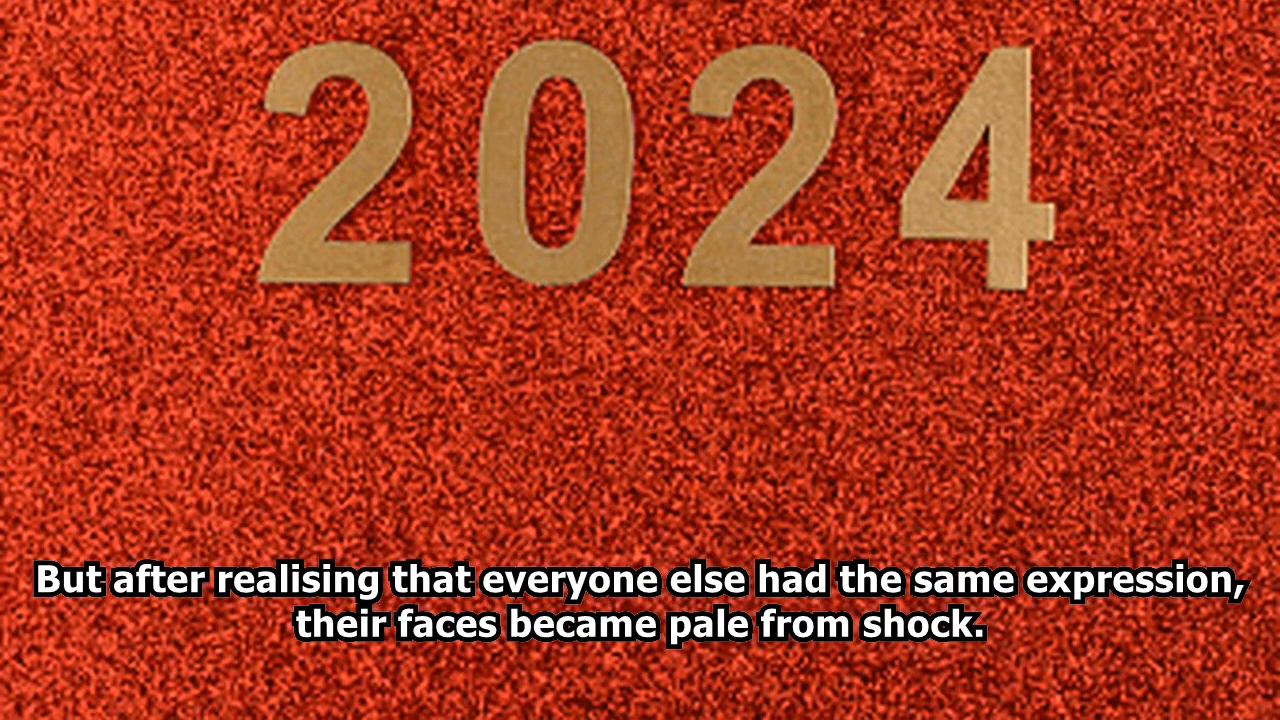 2024
But after realising that everyone else had the same expression,
their faces became pale from shock.